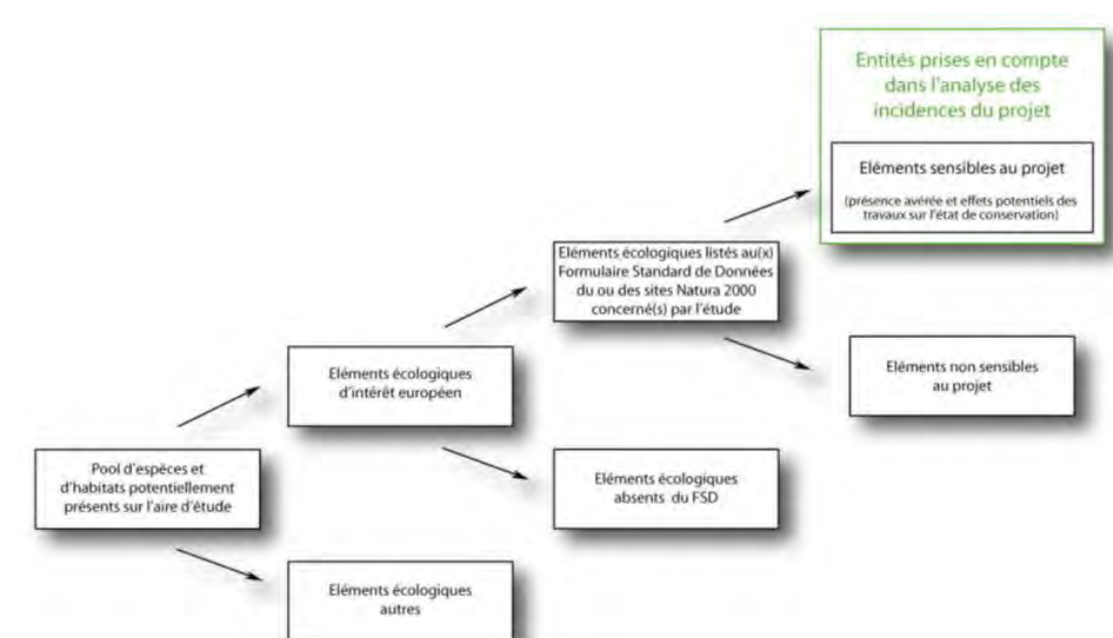 Entités prises en compte
dans l'analyse des
incidences du projet
Eléments sensibles au projet
(présence avérée et effets potentiels des
travaux sur l'état de conservation)
Eléments écologiques listés au(x)
Formulaire Standard de Données
du ou des sites Natura 2000
concerné(s) par l'étude
Eléments non sensibles
au projet
Eléments écologiques
d'intérêt européen
Eléments écologiques
absents du FSD
Pool d'espèces et
d'habitats potentiellement
présents sur l'aire d'étude
Eléments écologiques
autres